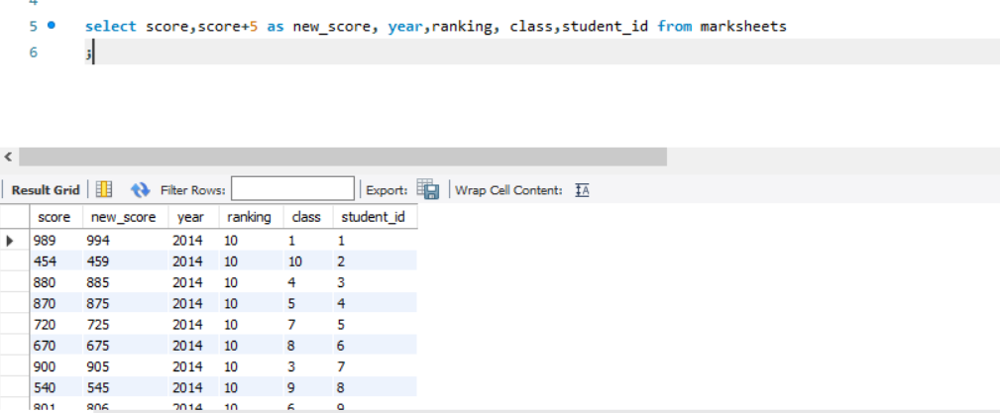 4
5 select score,score+5 as new_score, year,ranking, class,student_id from marksheets
6 ;
Result Grid Filter Rows: Export: Wrap Cell Content: IA
score new_score year ranking class student_id
989 994 2014 10 1 1
454 459 2014 10 10 2
880 885 2014 10 4 3
870 875 2014 10 5 4
720 725 2014 10 7 5
670 675 2014 10 8 6
900 905 2014 10 3 7
540 545 2014 10 9 8
801 806 2014 10 6 9